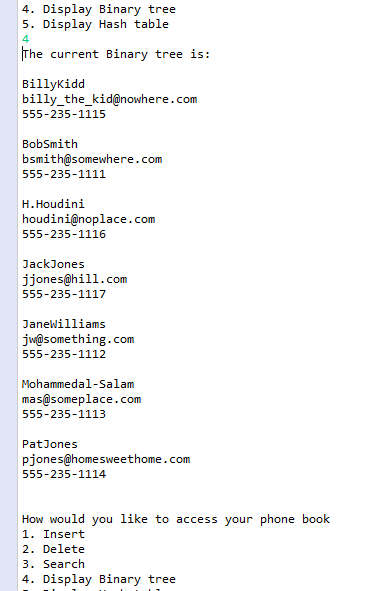 4. Display Binary tree
5. Display Hash table
4
The current Binary tree is:
BillyKidd
billy_the_kid@nowhere.com
555-235-1115
BobSmith
bsmith@somewhere.com
555-235-1111
H.Houdini
houdini@noplace.com
555-235-1116
JackJones
jjones@hill.com
555-235-1117
JaneWilliams
jw@something.com
555-235-1112
Mohammedal-Salam
mas@someplace.com
555-235-1113
PatJones
pjones@homesweethome.com
555-235-1114
How would you like to access your phone book
1. Insert
2. Delete
3. Search
4. Display Binary tree